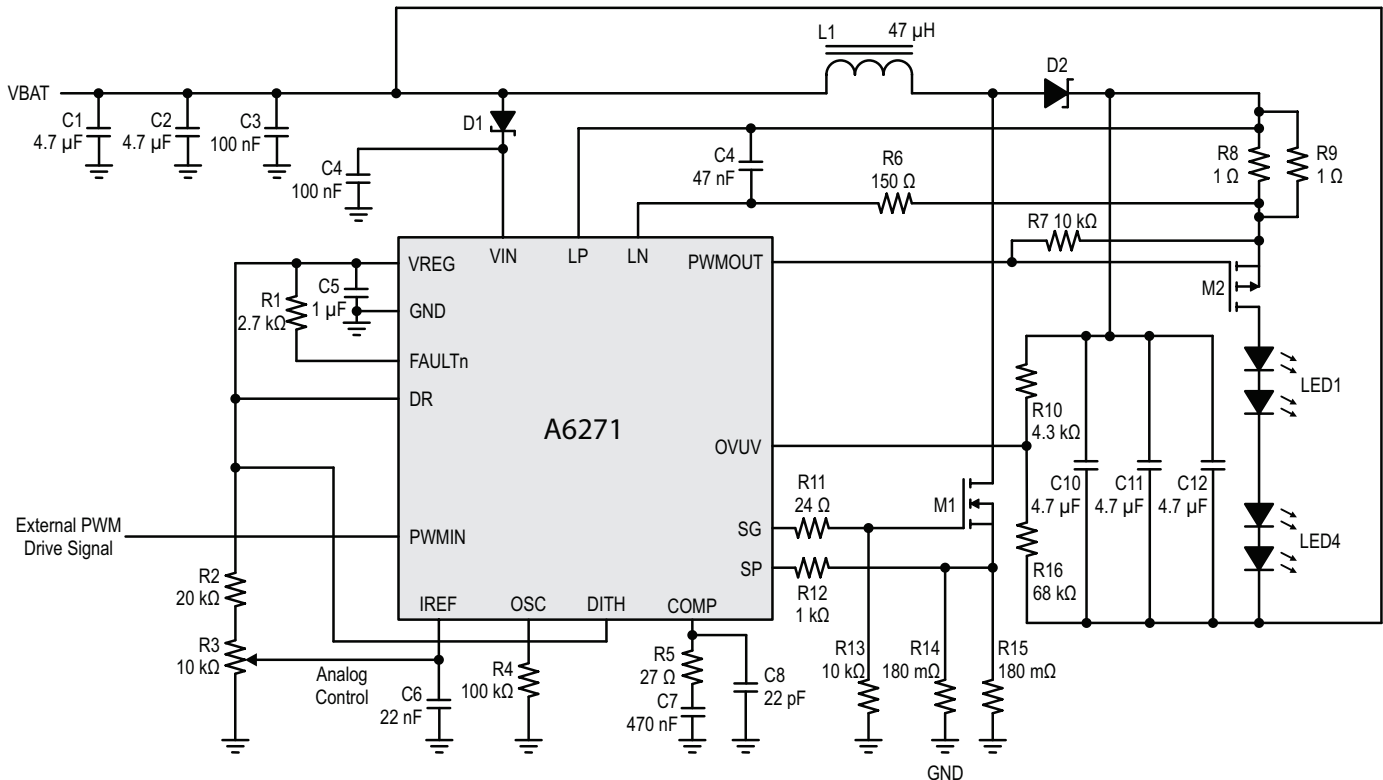 L1
47 µH
D2
VBAT
C1
4.7 µF
C2
4.7 µF
C3
100 nF
D1
C4
100 nF
C4
47 nF
R6
150 Ω
R8
1 Ω
R9
1 Ω
R7 10 kΩ
VREG
VIN
LP
LN
PWMOUT
M2
R1
2.7 kΩ
C5
1 µF
GND
FAULTn
DR
A6271
OVUV
R10
4.3 kΩ
LED1
C10
4.7 µF
C11
4.7 µF
C12
4.7 µF
M1
R11
24 Ω
SG
External PWM
Drive Signal
PWMIN
SP
R12
1 kΩ
R16
68 kΩ
LED4
R2
20 kΩ
IREF
OSC
DITH
COMP
R3
10 kΩ
Analog
Control
R4
100 kΩ
R5
27 Ω
C8
22 pF
C6
22 nF
C7
470 nF
R13
10 kΩ
R14
180 mΩ
R15
180 mΩ
GND